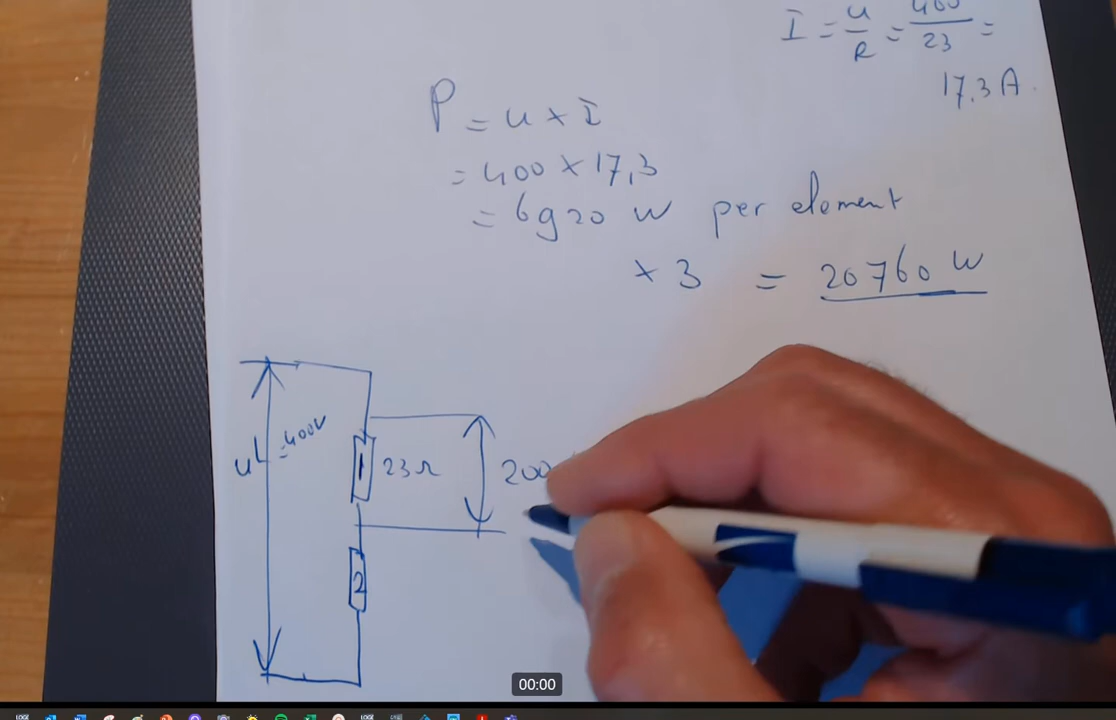 I = u/R = 400/23 =
17,3 A.
P = u x I
= 400 x 17,3
= 6920 W per element
x 3 = 20760 W
uL = 400V
1 23Ω
200
2
00:00